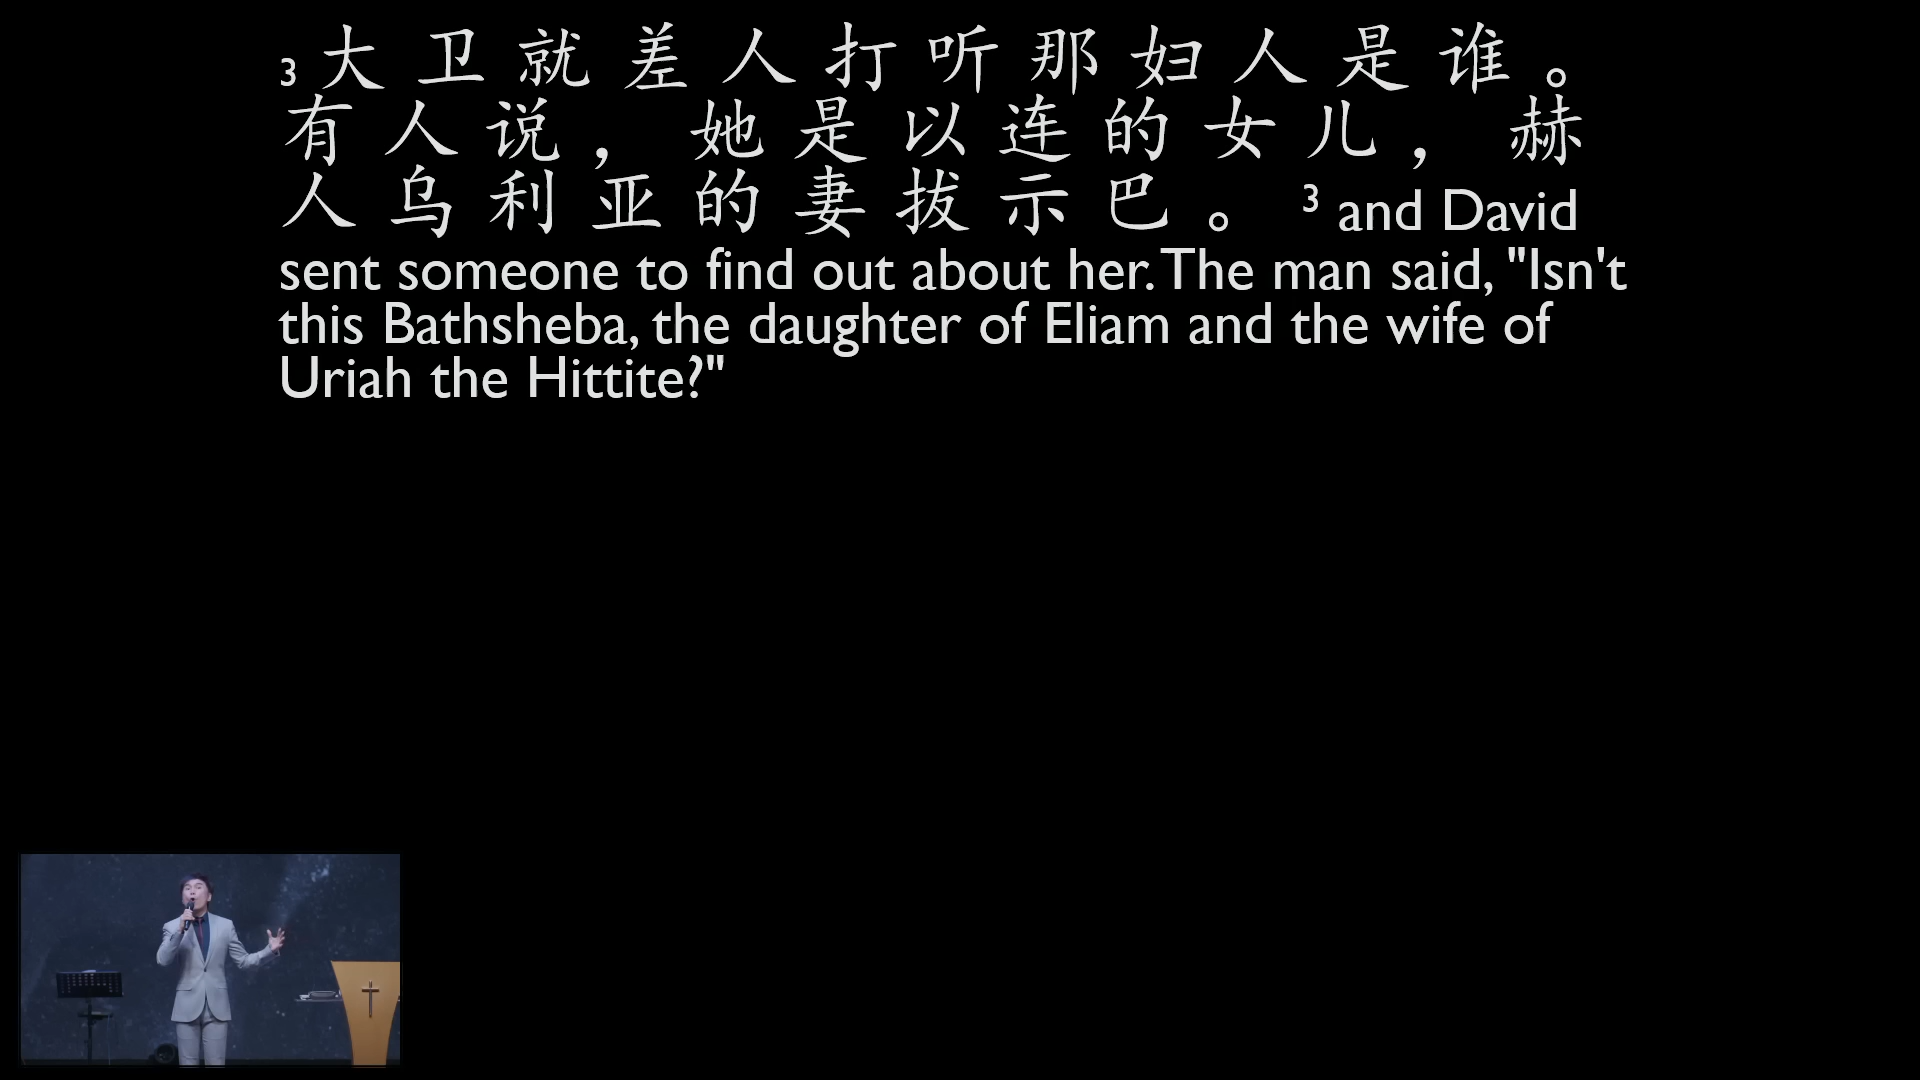 3 大卫就差人打听那妇人是谁。
有人说，她是以连的女儿，赫
人乌利亚的妻拔示巴。 3 and David
sent someone to find out about her. The man said, "Isn't
this Bathsheba, the daughter of Eliam and the wife of
Uriah the Hittite?"